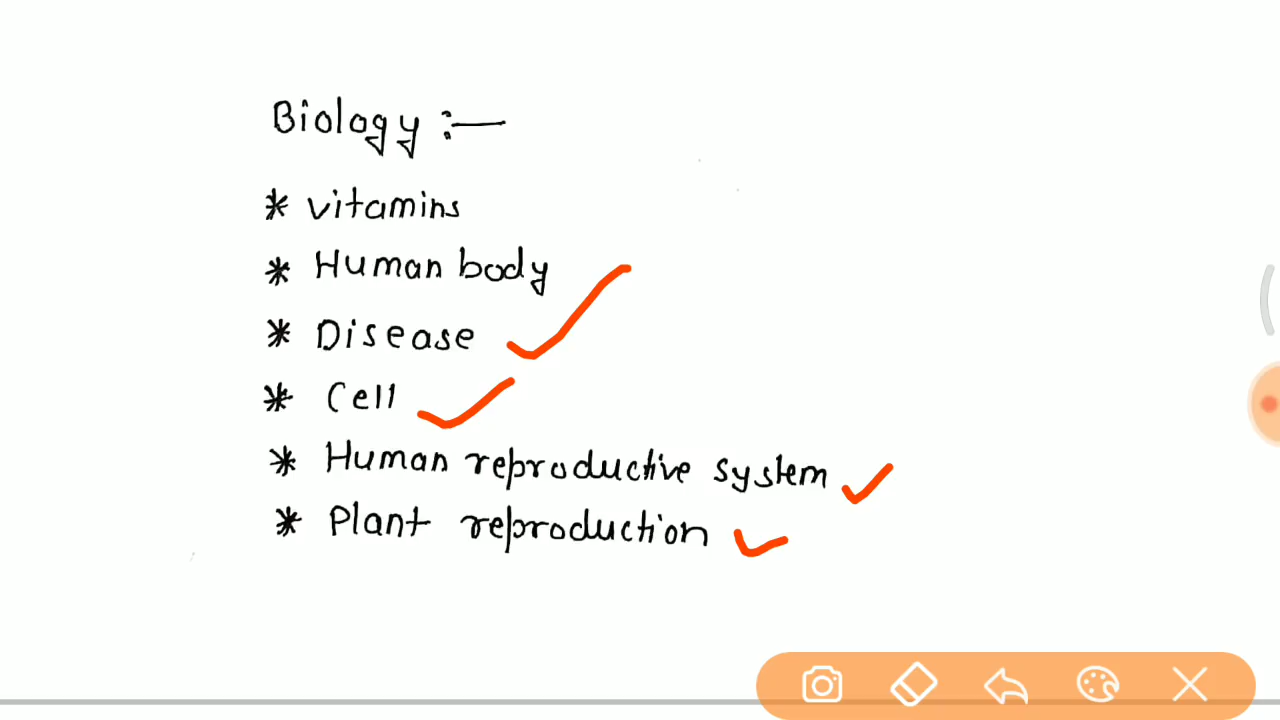 Biology :—
* vitamins
* Human body
* Disease
* Cell
* Human reproductive system
* Plant reproduction